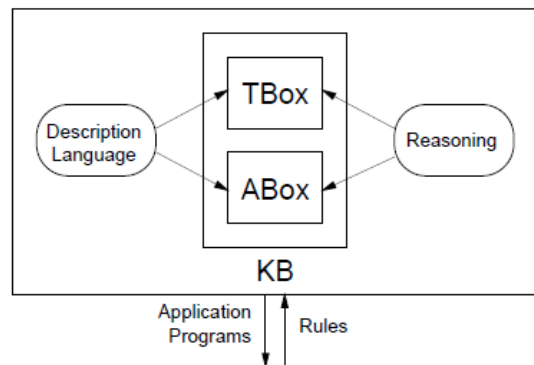 TBox
Description
Language
Reasoning
ABox
KB
Application
Programs
Rules